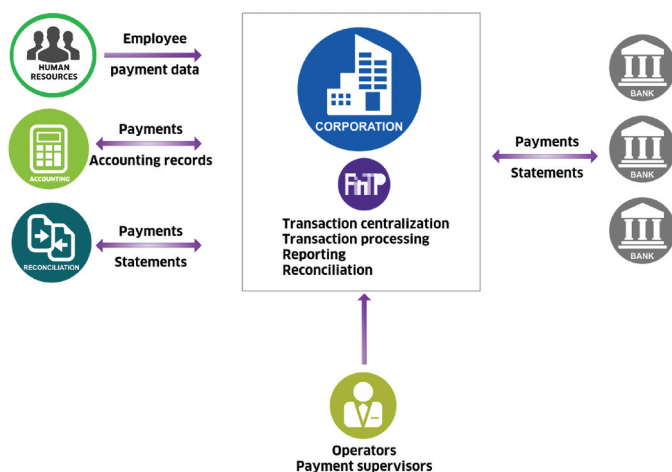 HUMAN
RESOURCES
Employee
payment data
ACCOUNTING
Payments
Accounting records
RECONCILIATION
Payments
Statements
CORPORATION
FinTP
Transaction centralization
Transaction processing
Reporting
Reconciliation
Payments
Statements
BANK
BANK
BANK
Operators
Payment supervisors